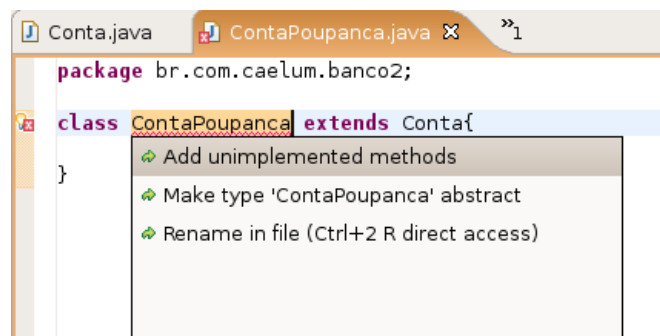 Conta.java ContaPoupanca.java »1
package br.com.caelum.banco2;
class ContaPoupanca extends Conta{
Add unimplemented methods
}
Make type 'ContaPoupanca' abstract
Rename in file (Ctrl+2 R direct access)